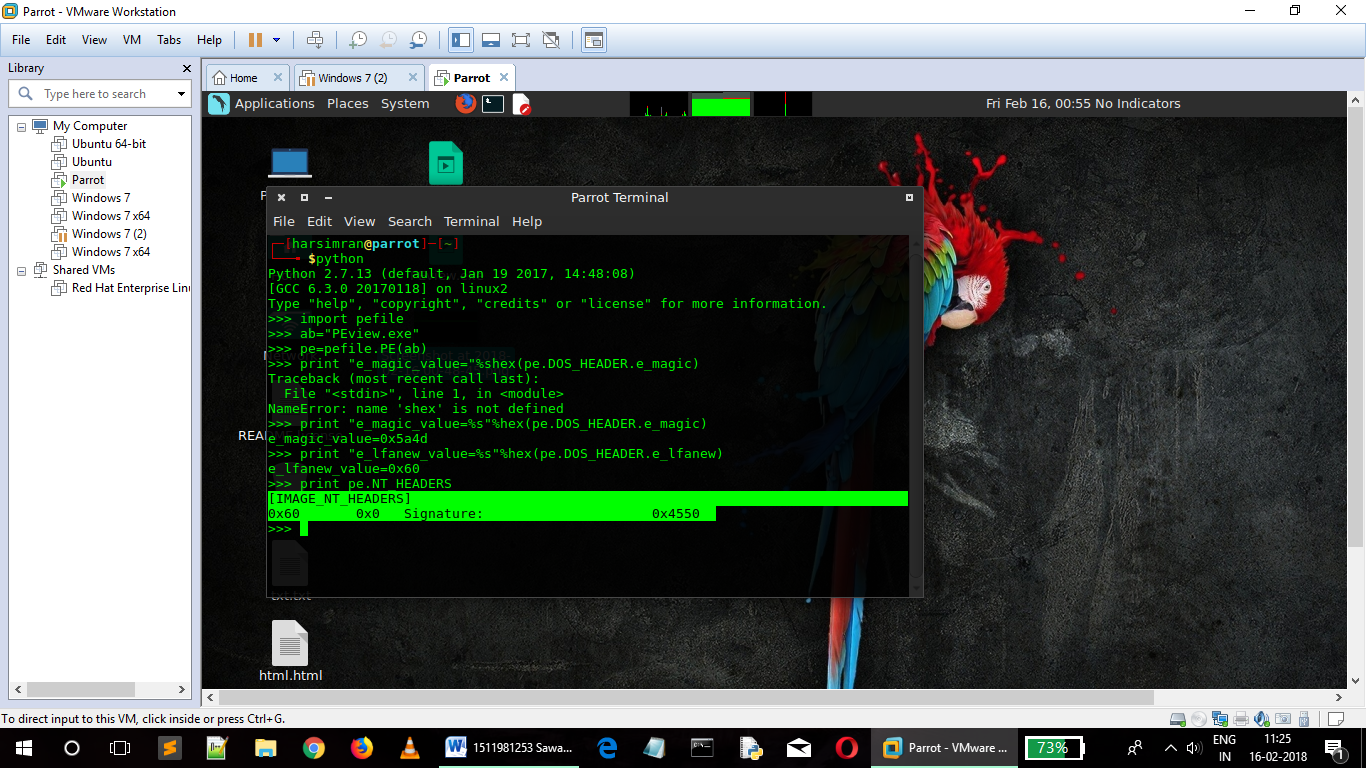 Parrot - VMware Workstation
File Edit View VM Tabs Help
Library
Type here to search
My Computer
Ubuntu 64-bit
Ubuntu
Parrot
Windows 7
Windows 7 x64
Windows 7 (2)
Windows 7 x64
Shared VMs
Red Hat Enterprise Linu
Home
Windows 7 (2)
Parrot
Applications Places System
Fri Feb 16, 00:55 No Indicators
Parrot Terminal
File Edit View Search Terminal Help
┌─[harsimran@parrot]─[~]
└──╼ $python
Python 2.7.13 (default, Jan 19 2017, 14:48:08)
[GCC 6.3.0 20170118] on linux2
Type "help", "copyright", "credits" or "license" for more information.
>>> import pefile
>>> ab="PEview.exe"
>>> pe=pefile.PE(ab)
>>> print "e_magic_value="%shex(pe.DOS_HEADER.e_magic)
Traceback (most recent call last):
File "<stdin>", line 1, in <module>
NameError: name 'shex' is not defined
>>> print "e_magic_value=%s"%hex(pe.DOS_HEADER.e_magic)
e_magic_value=0x5a4d
>>> print "e_lfanew_value=%s"%hex(pe.DOS_HEADER.e_lfanew)
e_lfanew_value=0x60
>>> print pe.NT_HEADERS
[IMAGE_NT_HEADERS]
0x60 0x0 Signature: 0x4550
>>>
txt.txt
html.html
To direct input to this VM, click inside or press Ctrl+G.
1511981253 Sawa...
Parrot - VMware ...
73%
ENG
IN
11:25
16-02-2018
1